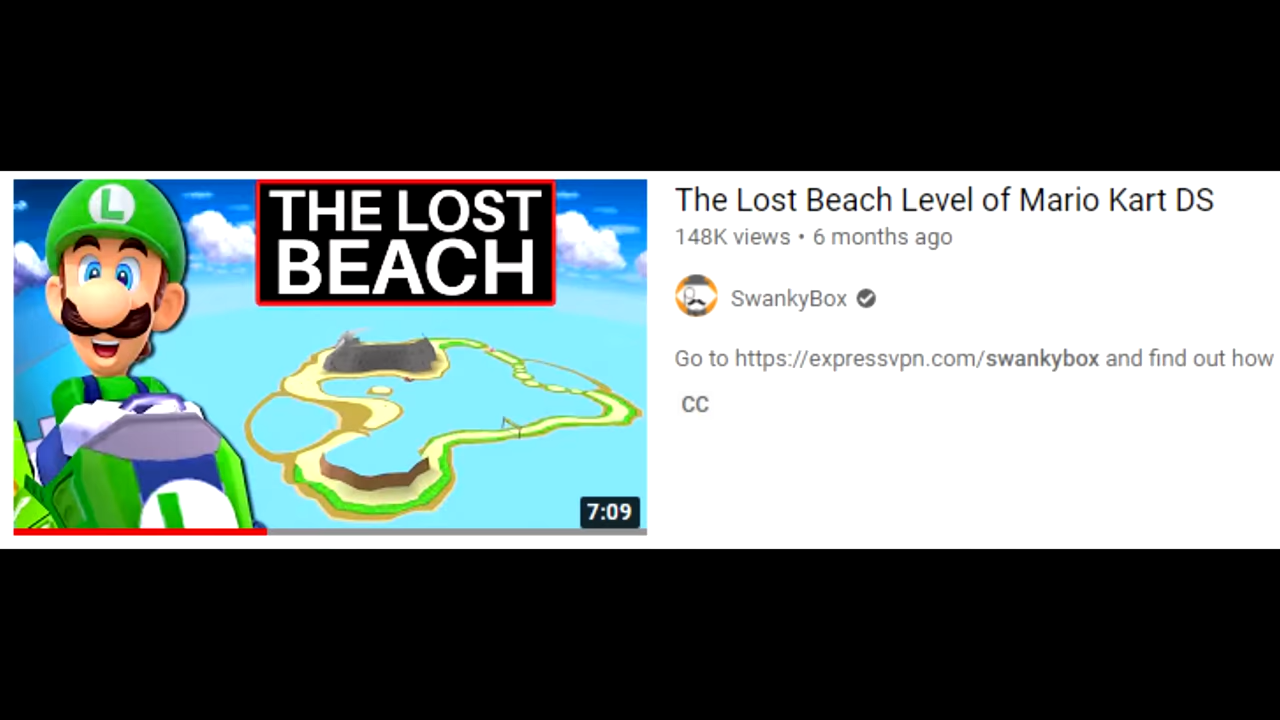 L
THE LOST
BEACH
L
7:09
The Lost Beach Level of Mario Kart DS
148K views • 6 months ago
SwankyBox
Go to https://expressvpn.com/swankybox and find out how
CC